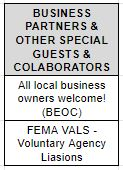 BUSINESS
PARTNERS &
OTHER SPECIAL
GUESTS &
COLABORATORS
All local business
owners welcome!
(BEOC)
FEMA VALS -
Voluntary Agency
Liasions